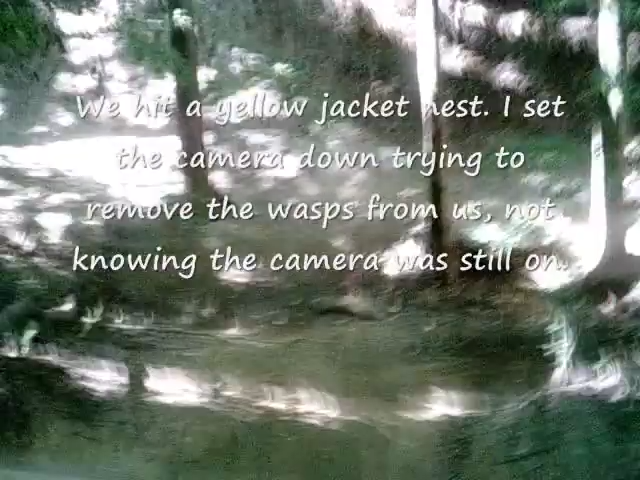 We hit a yellow jacket nest. I set
the camera down trying to
remove the wasps from us, not
knowing the camera was still on.